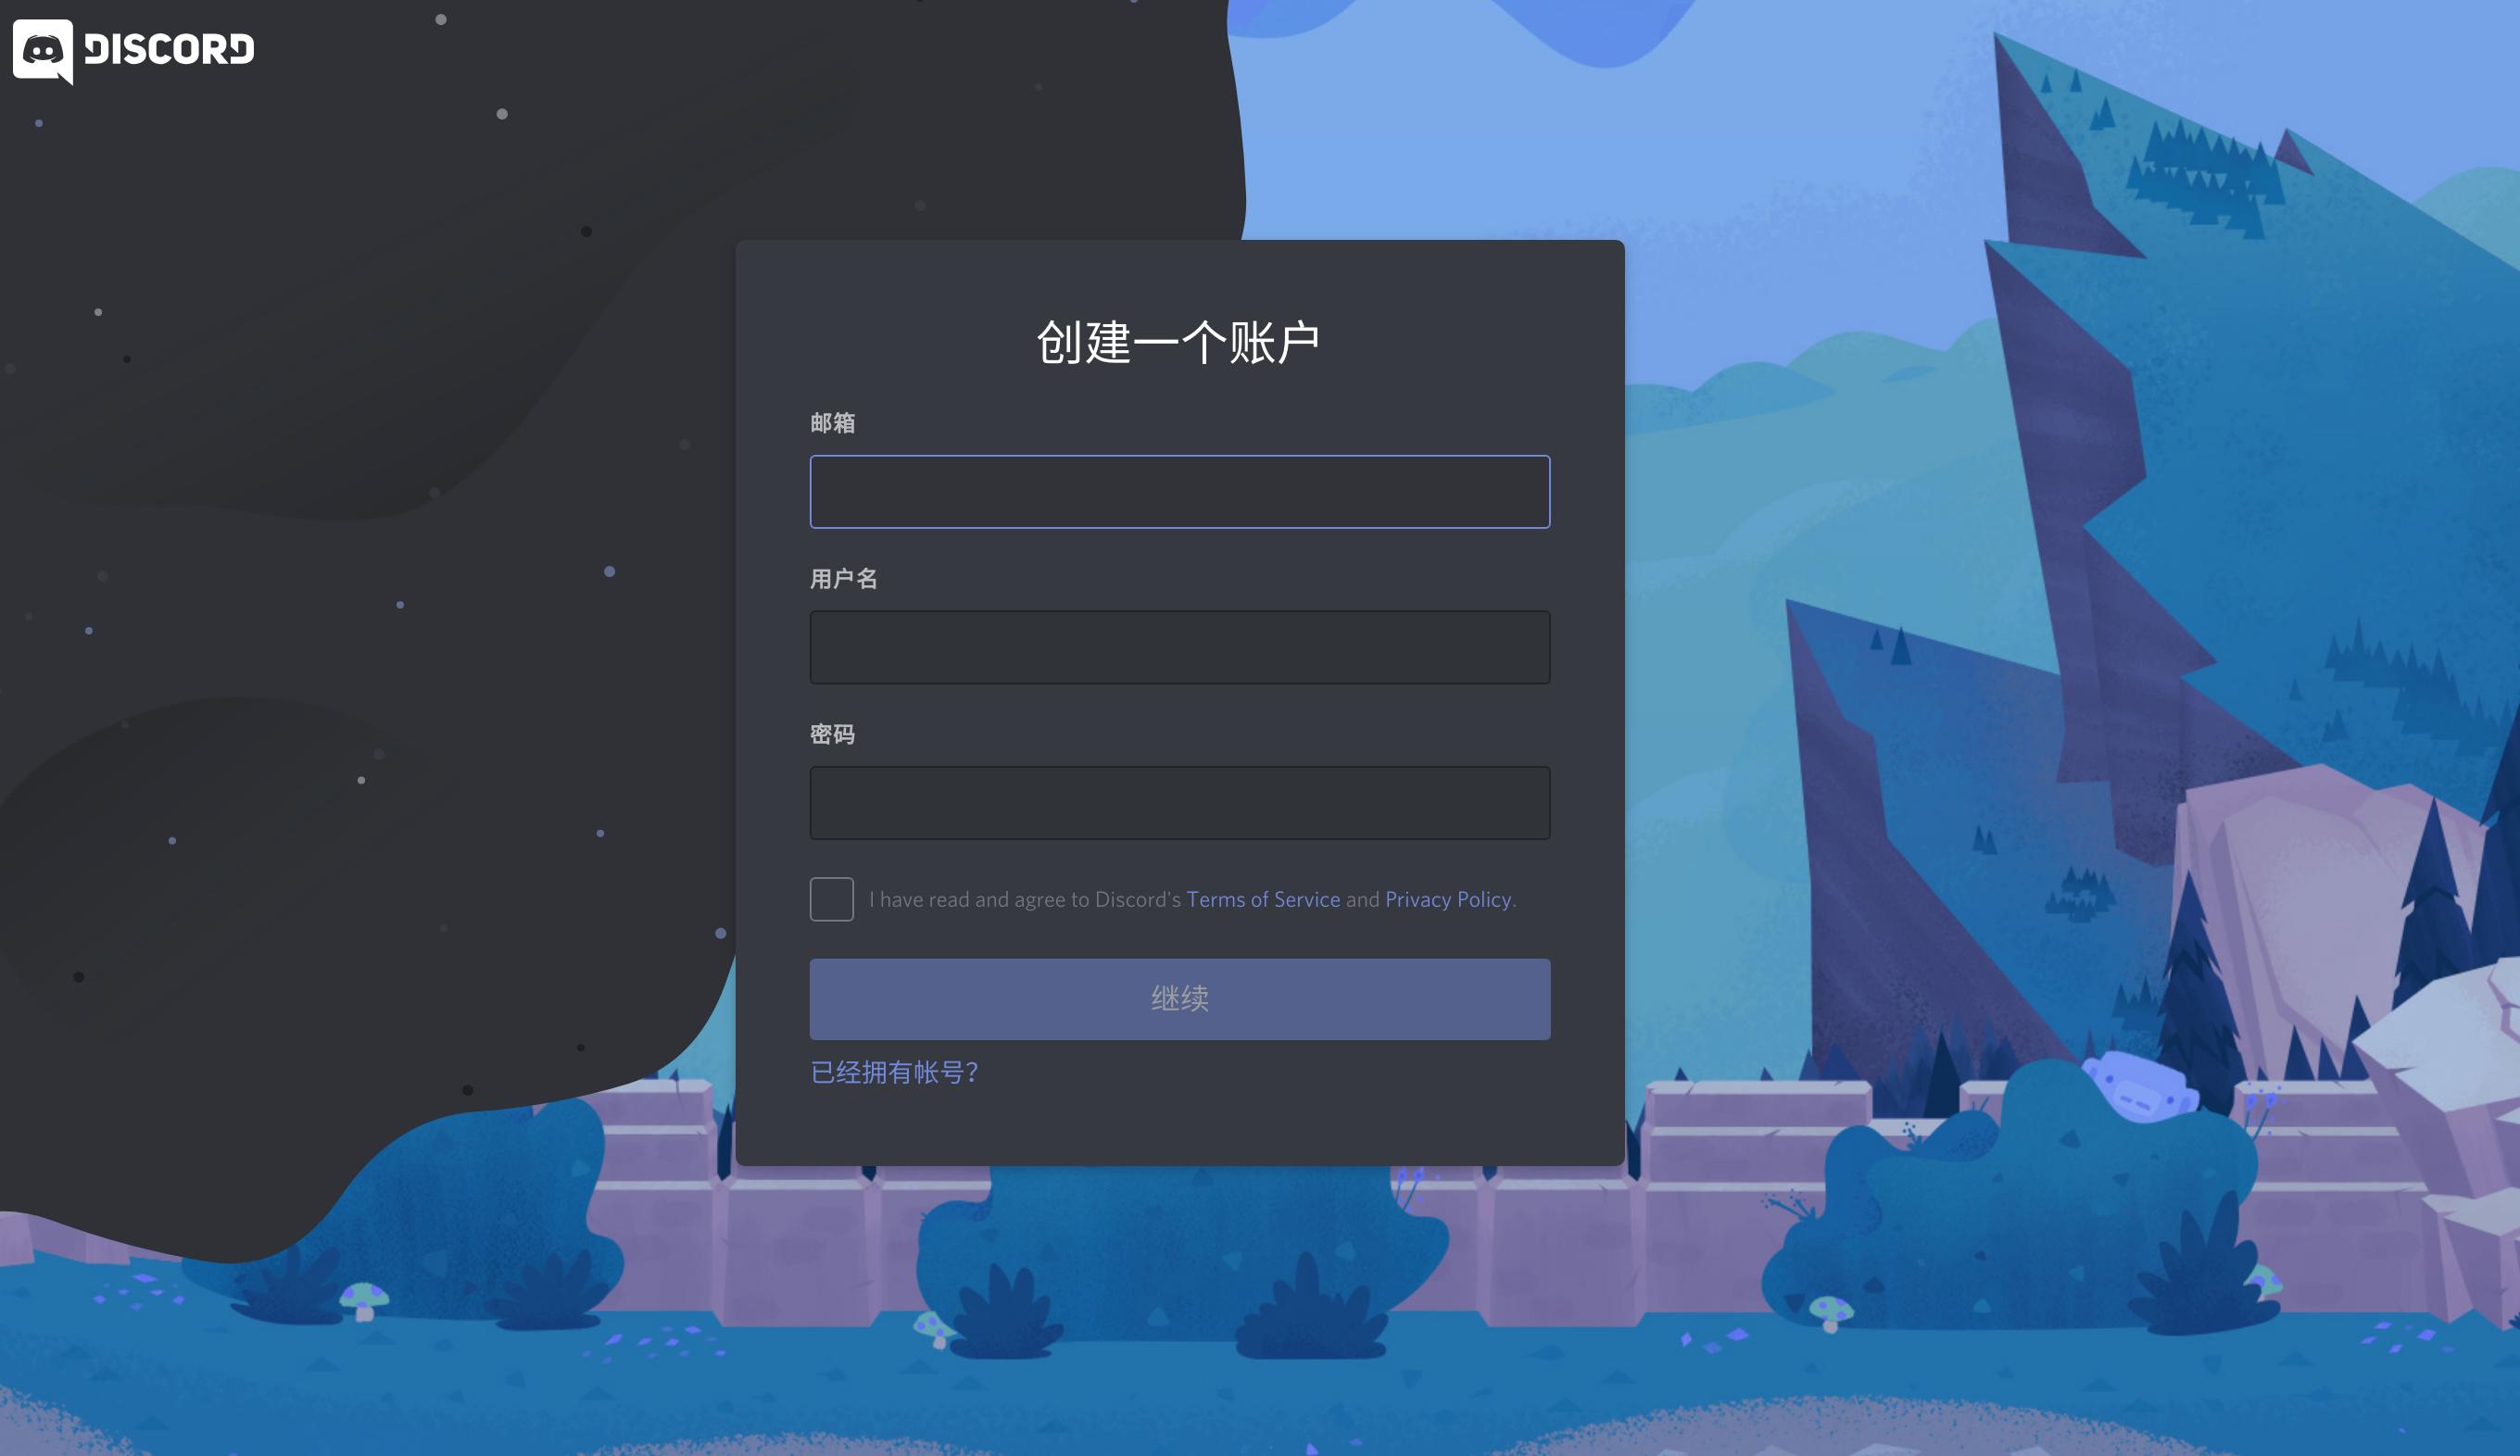 DISCORD
创建一个账户
邮箱
用户名
密码
I have read and agree to Discord's Terms of Service and Privacy Policy.
继续
已经拥有帐号?